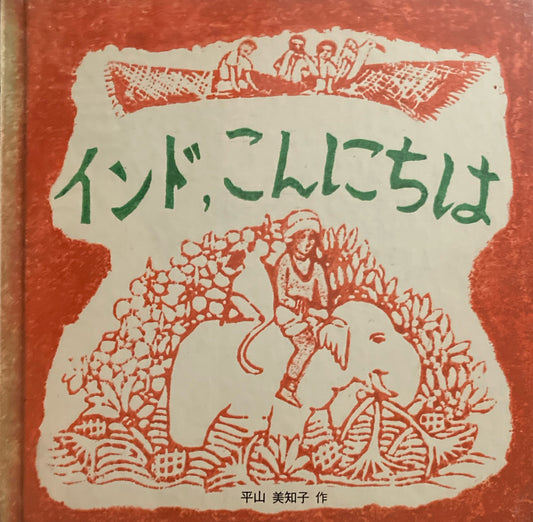 インド,こんにちは
平山 美知子 作